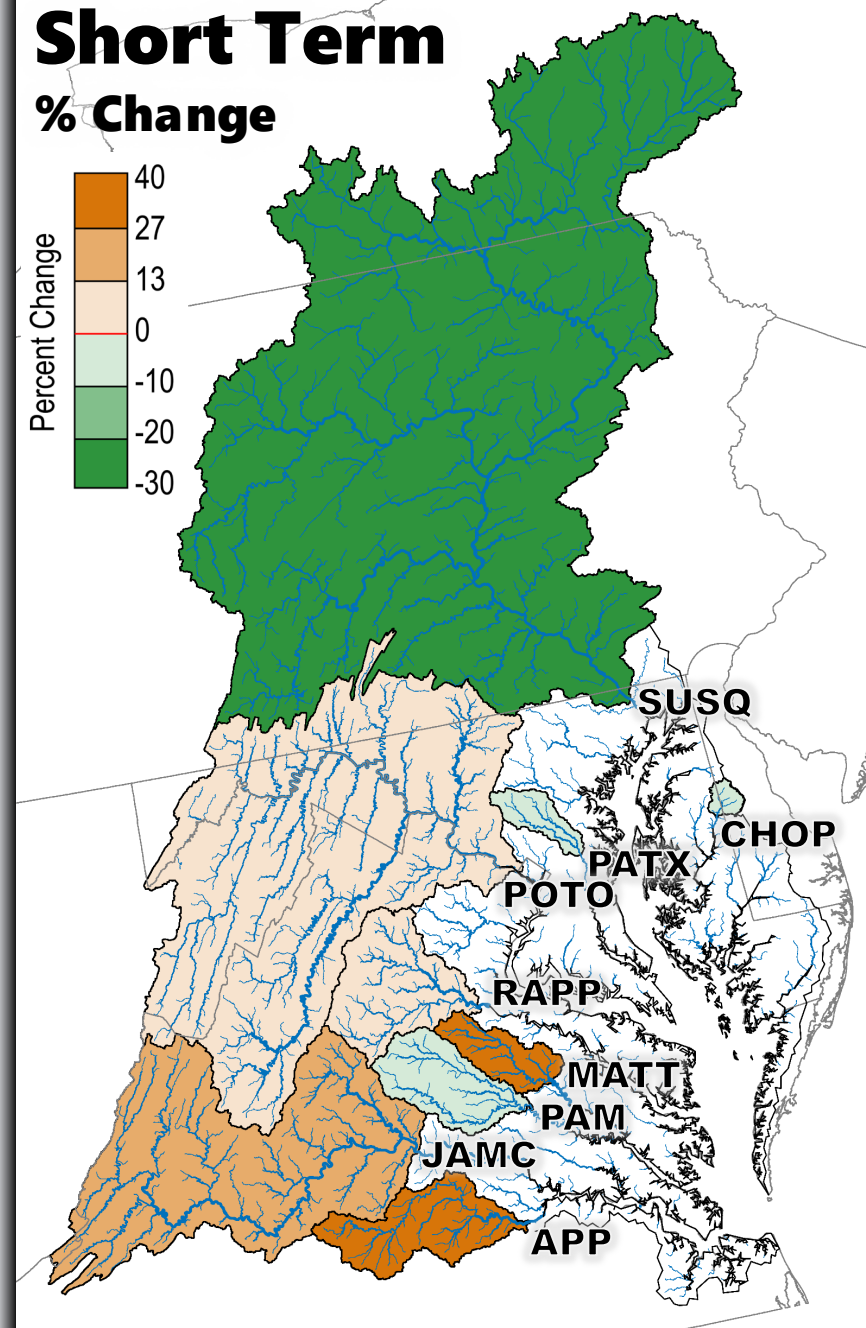 Short Term
% Change
Percent Change
40
27
13
0
-10
-20
-30
SUSQ
CHOP
PATX
POTO
RAPP
MATT
PAM
JAMC
APP